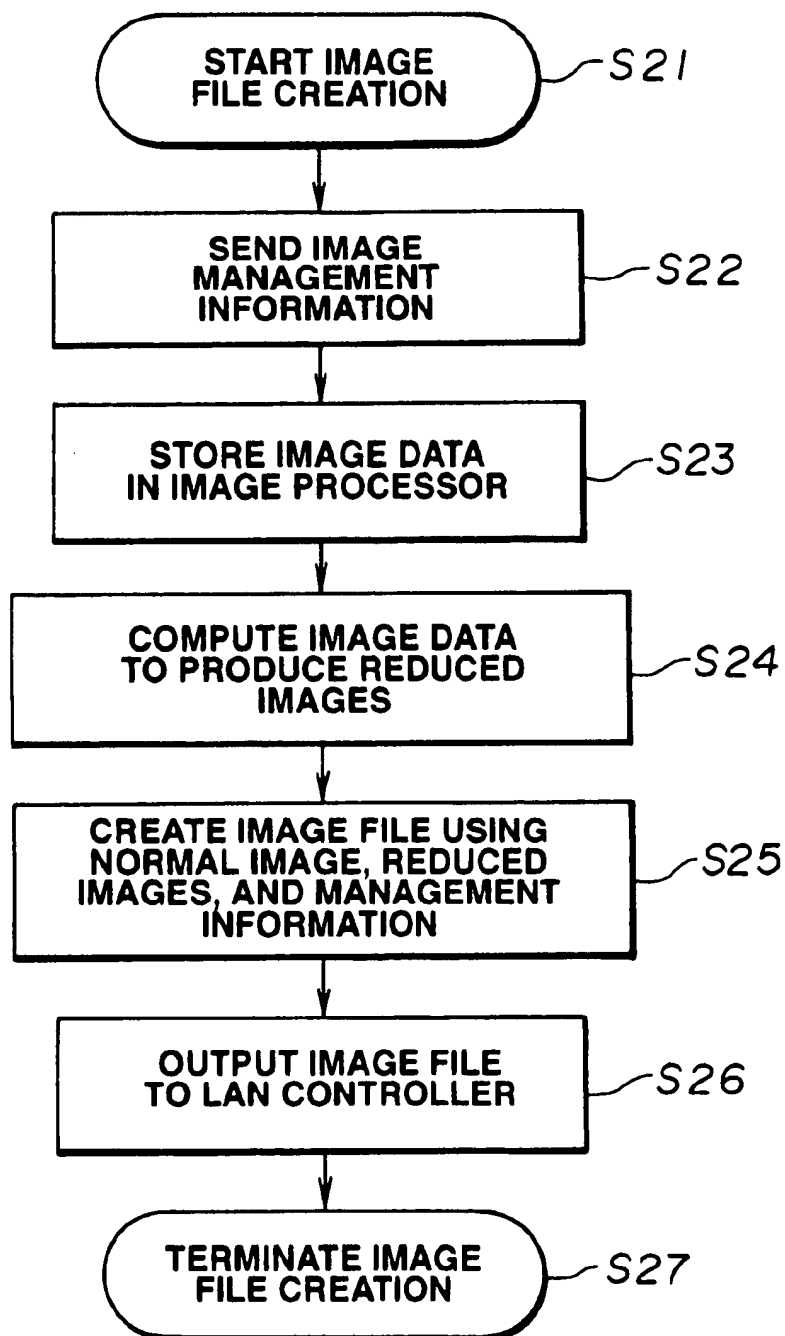 START IMAGE
FILE CREATION
S21
SEND IMAGE
MANAGEMENT
INFORMATION
S22
STORE IMAGE DATA
IN IMAGE PROCESSOR
S23
COMPUTE IMAGE DATA
TO PRODUCE REDUCED
IMAGES
S24
CREATE IMAGE FILE USING
NORMAL IMAGE, REDUCED
IMAGES, AND MANAGEMENT
INFORMATION
S25
OUTPUT IMAGE FILE
TO LAN CONTROLLER
S26
TERMINATE IMAGE
FILE CREATION
S27